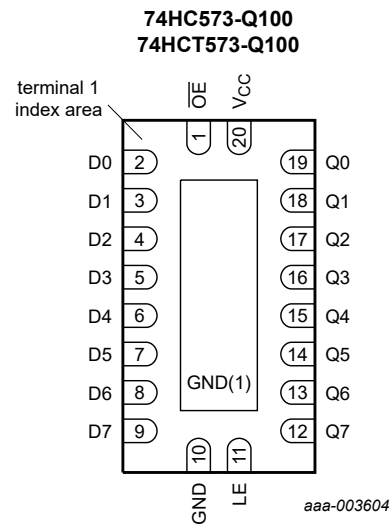 74HC573-Q100
74HCT573-Q100
terminal 1
index area
OE
VCC
1
20
D0 2
19 Q0
D1 3
18 Q1
D2 4
17 Q2
D3 5
16 Q3
D4 6
15 Q4
D5 7
14 Q5
D6 8
GND(1)
13 Q6
D7 9
12 Q7
10
11
GND
LE
aaa-003604